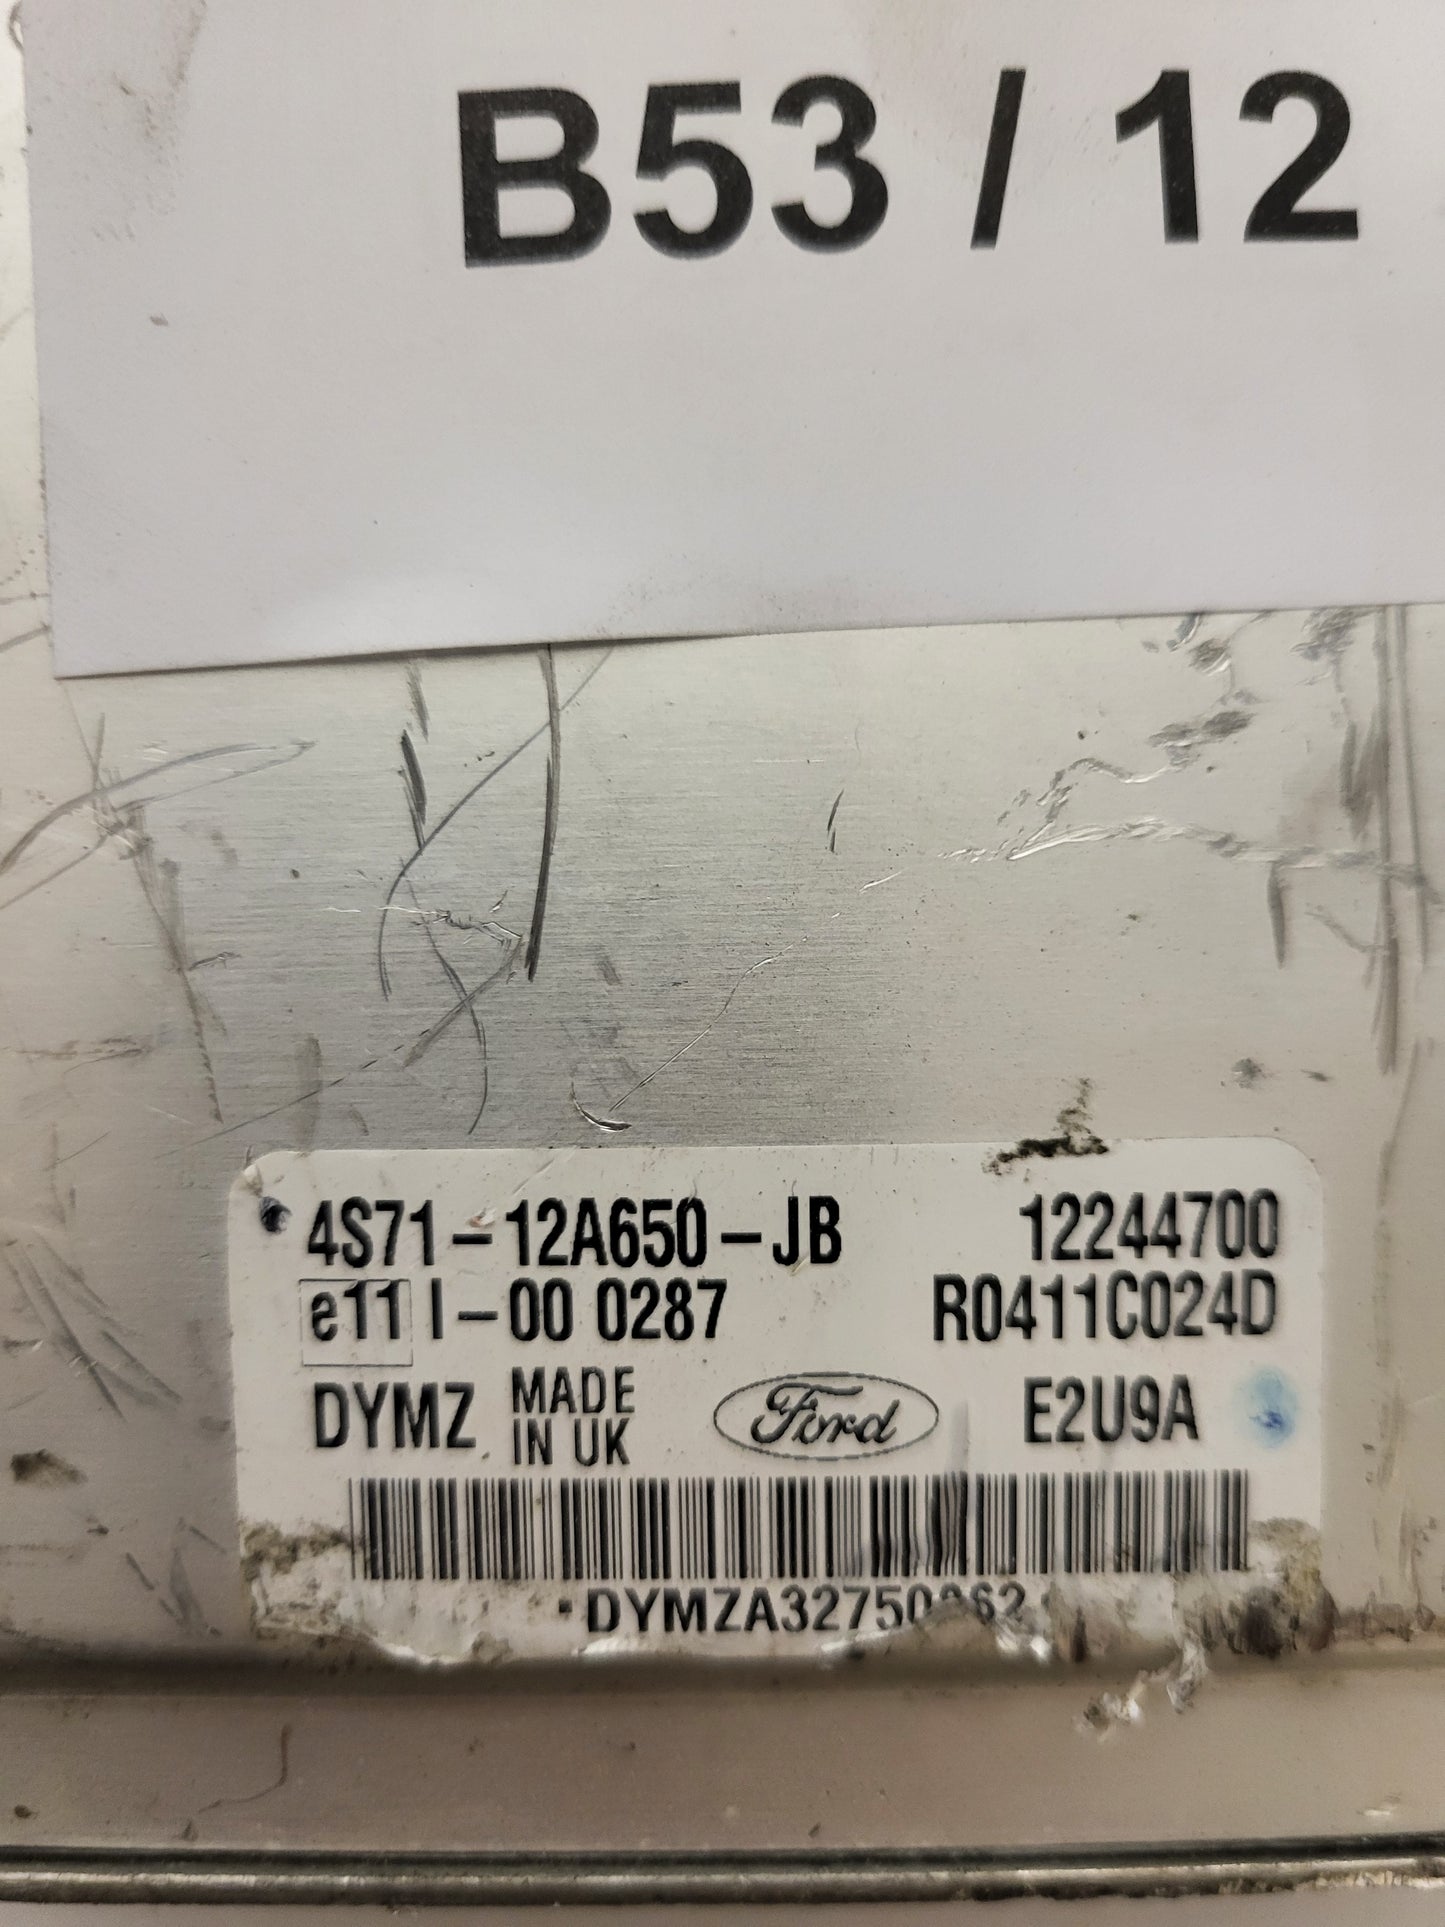 B53 / 12
4S71-12A650-JB 12244700
e11 I-00 0287 R0411C024D
DYMZ MADE IN UK Ford E2U9A